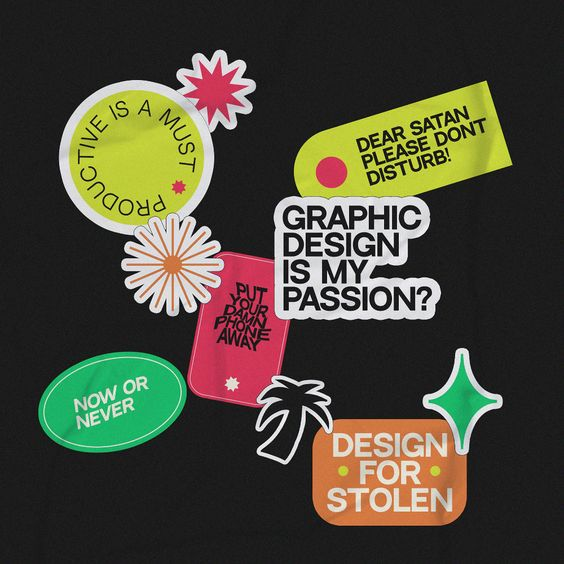 PRODUCTIVE IS A MUST
DEAR SATAN
PLEASE DONT
DISTURB!
GRAPHIC
DESIGN
IS MY
PASSION?
PUT
YOUR
DAMN
PHONE
AWAY
NOW OR
NEVER
DESIGN
FOR
STOLEN